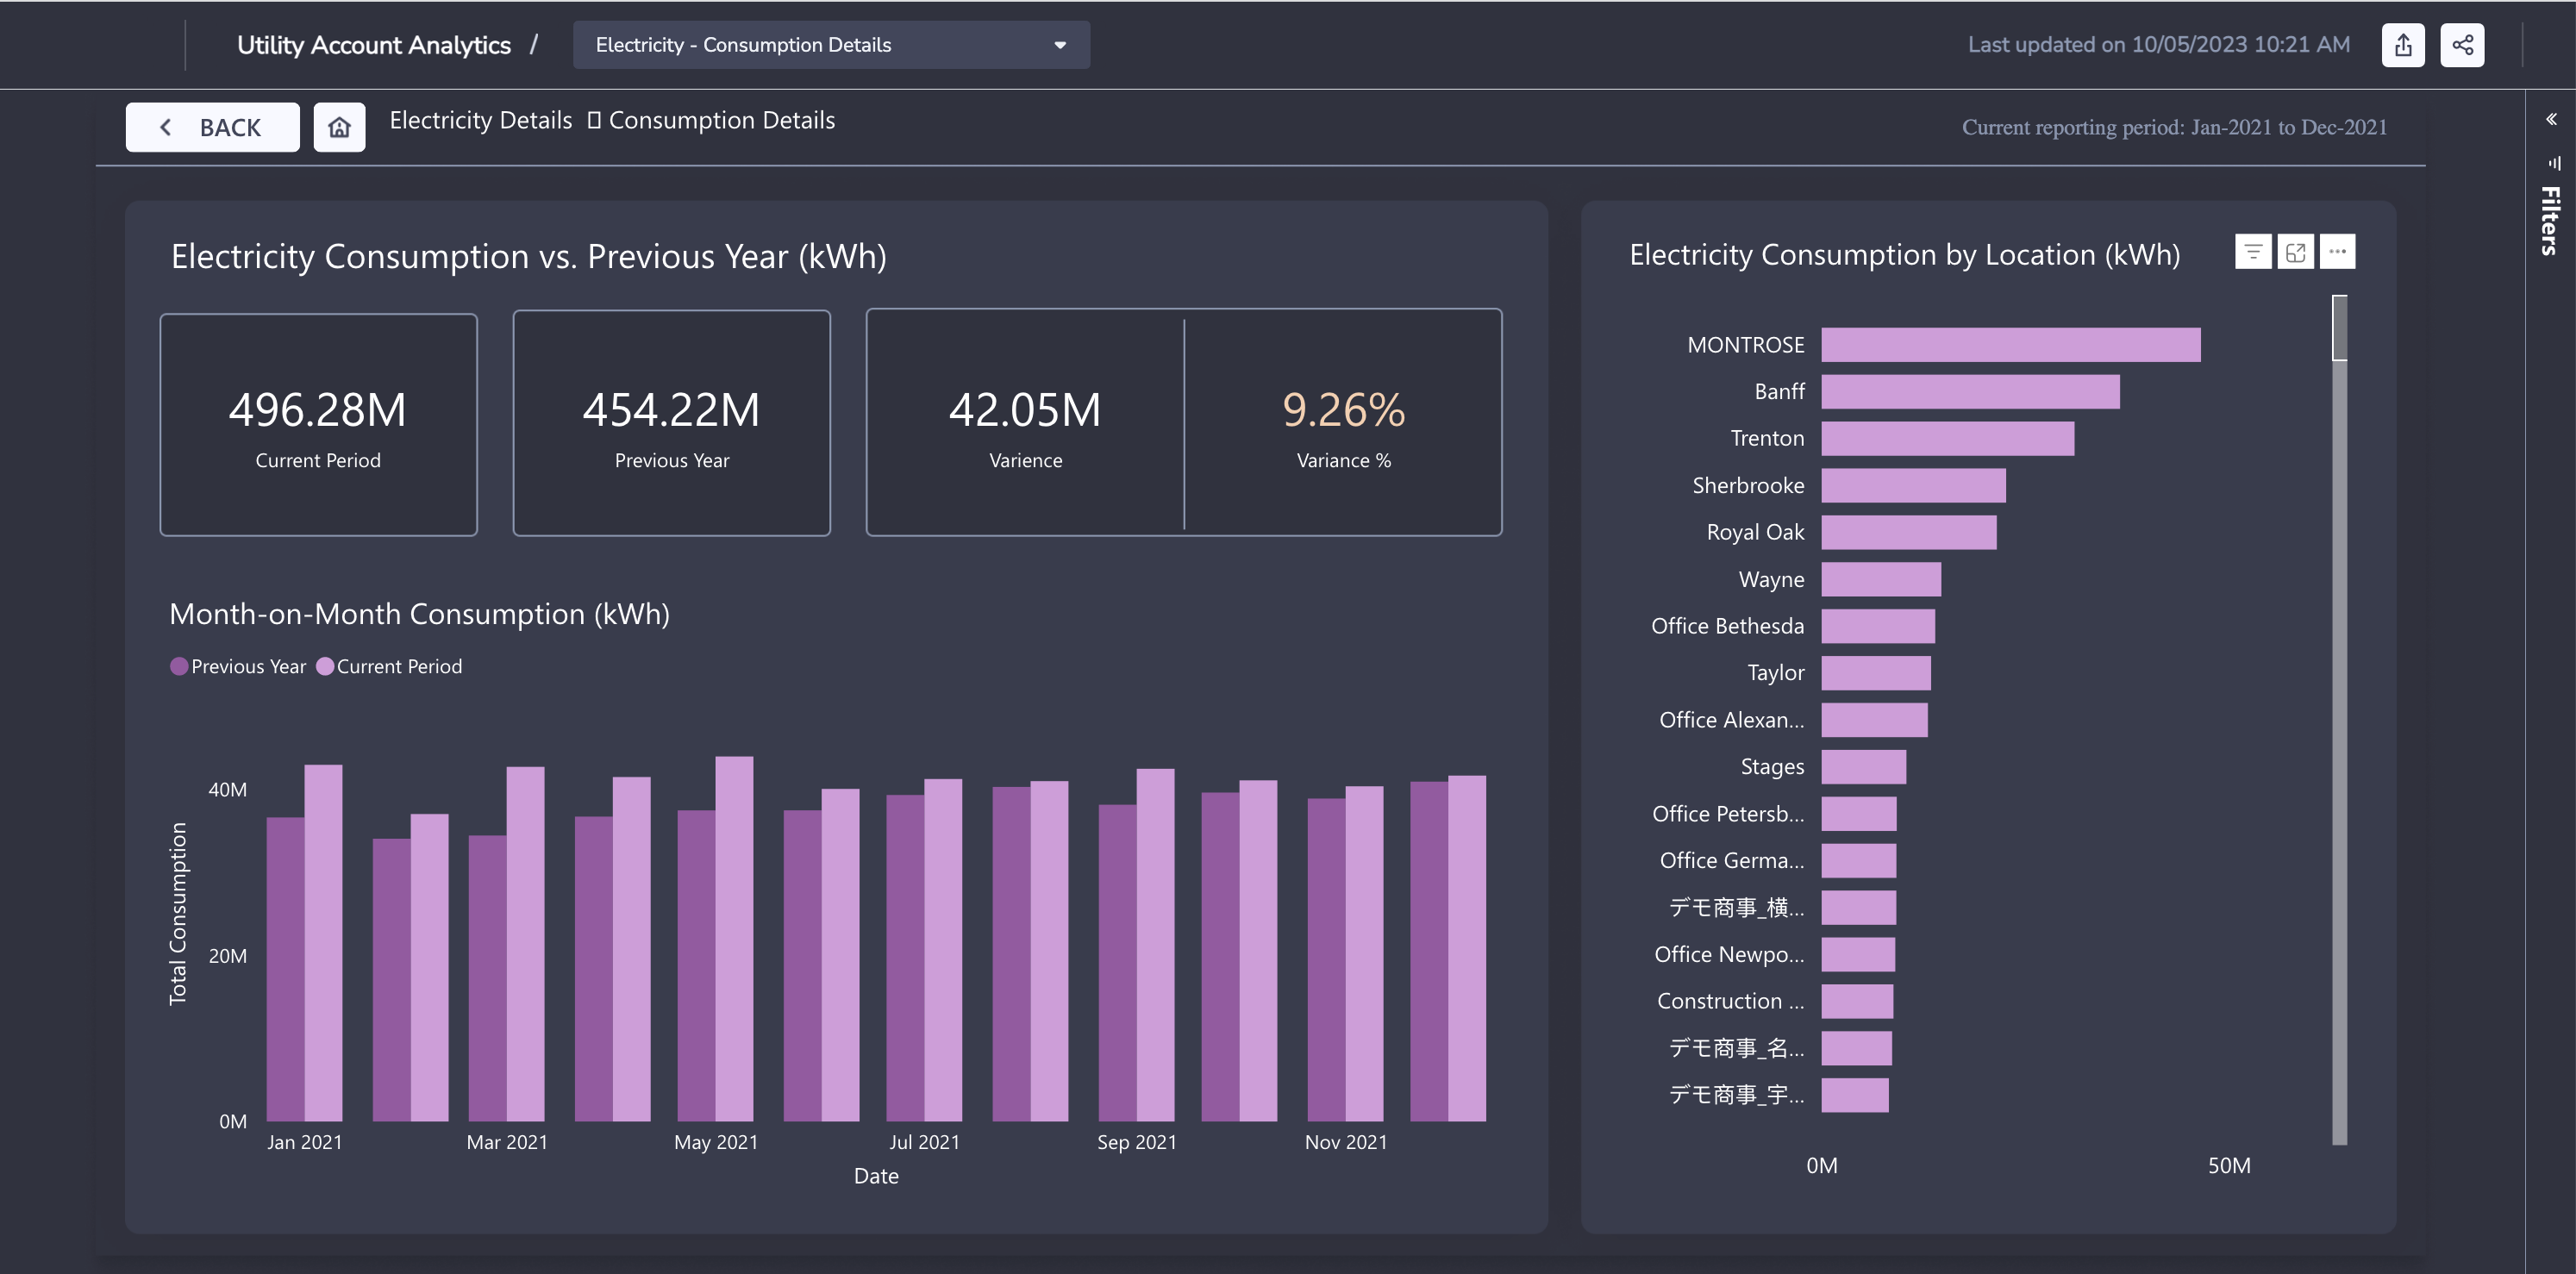 Utility Account Analytics /
Electricity - Consumption Details
Last updated on 10/05/2023 10:21 AM
BACK
Electricity Details ▯ Consumption Details
Current reporting period: Jan-2021 to Dec-2021
Filters
Electricity Consumption vs. Previous Year (kWh)
496.28M
Current Period
454.22M
Previous Year
42.05M
Varience
9.26%
Variance %
Month-on-Month Consumption (kWh)
Previous Year Current Period
Total Consumption
40M
20M
0M
Jan 2021 Mar 2021 May 2021 Jul 2021 Sep 2021 Nov 2021
Date
Electricity Consumption by Location (kWh)
MONTROSE
Banff
Trenton
Sherbrooke
Royal Oak
Wayne
Office Bethesda
Taylor
Office Alexan...
Stages
Office Petersb...
Office Germa...
デモ商事_横...
Office Newpo...
Construction ...
デモ商事_名...
デモ商事_宇...
0M 50M